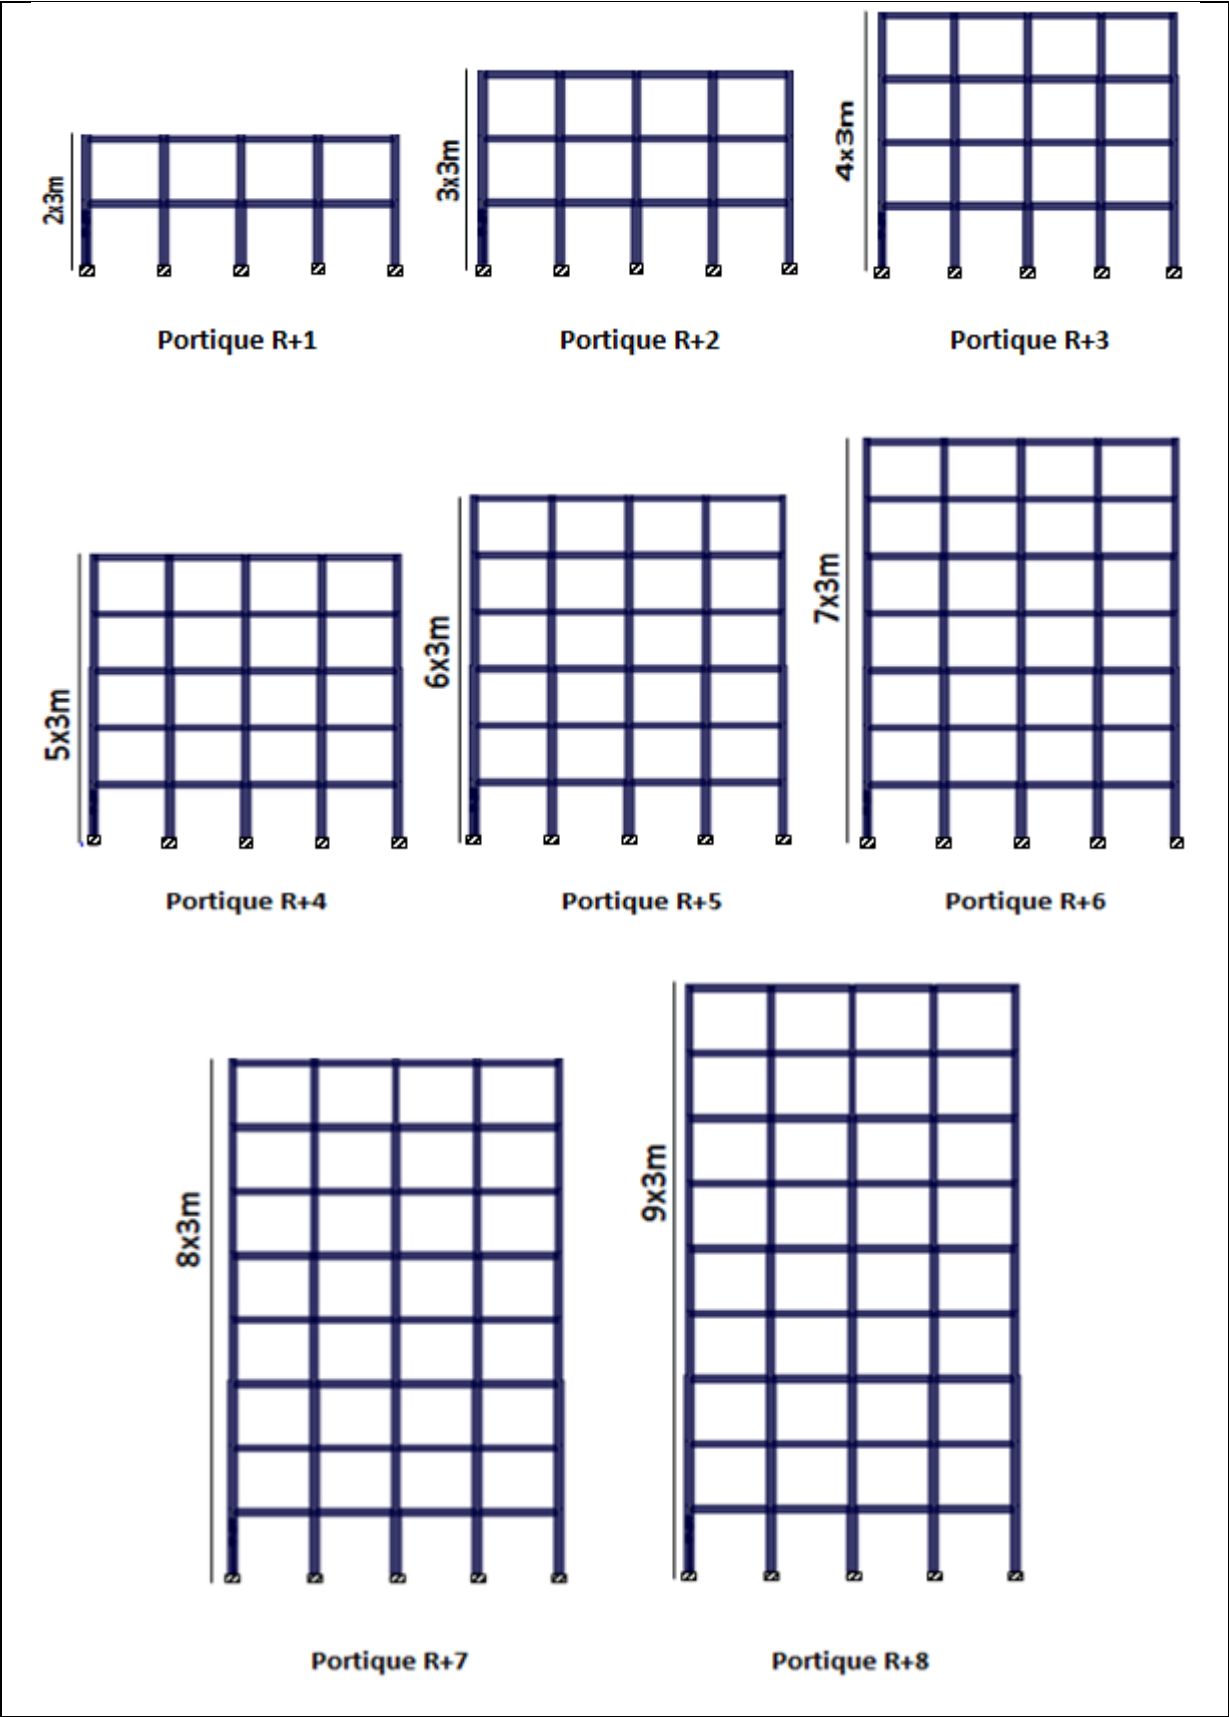 2x3m
3x3m
4x3m
Portique R+1
Portique R+2
Portique R+3
5x3m
6x3m
7x3m
Portique R+4
Portique R+5
Portique R+6
8x3m
9x3m
Portique R+7
Portique R+8